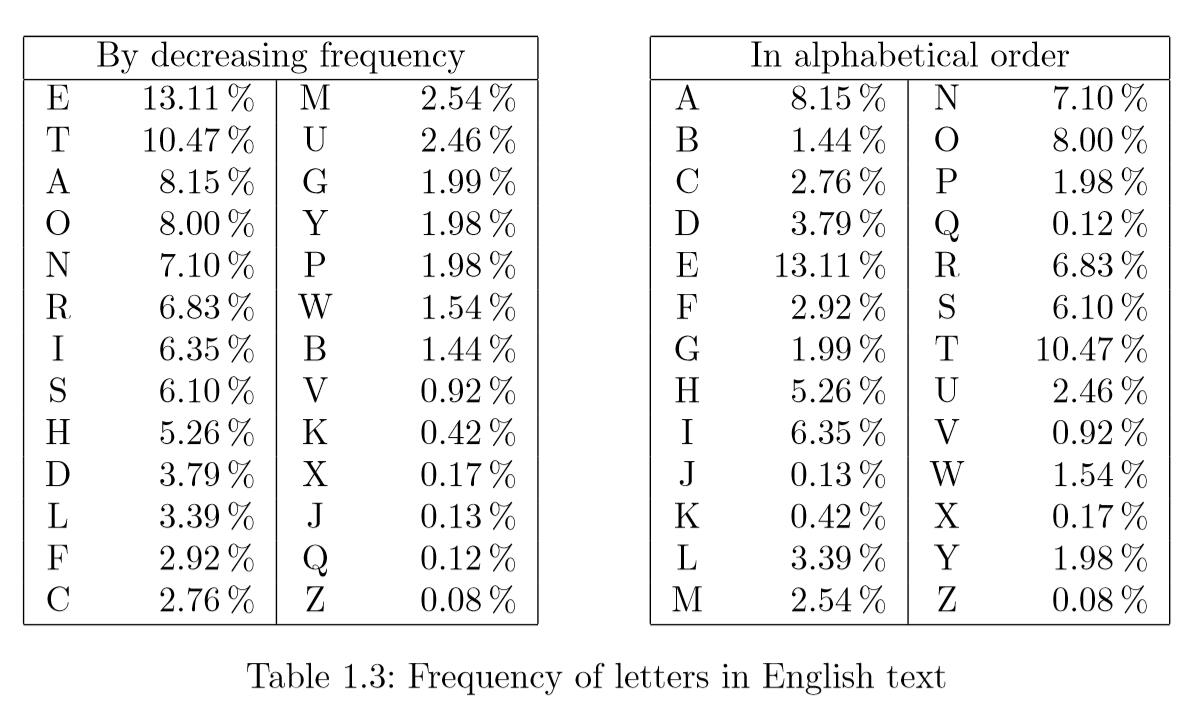 By decreasing frequency
E 13.11 % M 2.54 %
T 10.47 % U 2.46 %
A 8.15 % G 1.99 %
O 8.00 % Y 1.98 %
N 7.10 % P 1.98 %
R 6.83 % W 1.54 %
I 6.35 % B 1.44 %
S 6.10 % V 0.92 %
H 5.26 % K 0.42 %
D 3.79 % X 0.17 %
L 3.39 % J 0.13 %
F 2.92 % Q 0.12 %
C 2.76 % Z 0.08 %
In alphabetical order
A 8.15 % N 7.10 %
B 1.44 % O 8.00 %
C 2.76 % P 1.98 %
D 3.79 % Q 0.12 %
E 13.11 % R 6.83 %
F 2.92 % S 6.10 %
G 1.99 % T 10.47 %
H 5.26 % U 2.46 %
I 6.35 % V 0.92 %
J 0.13 % W 1.54 %
K 0.42 % X 0.17 %
L 3.39 % Y 1.98 %
M 2.54 % Z 0.08 %
Table 1.3: Frequency of letters in English text